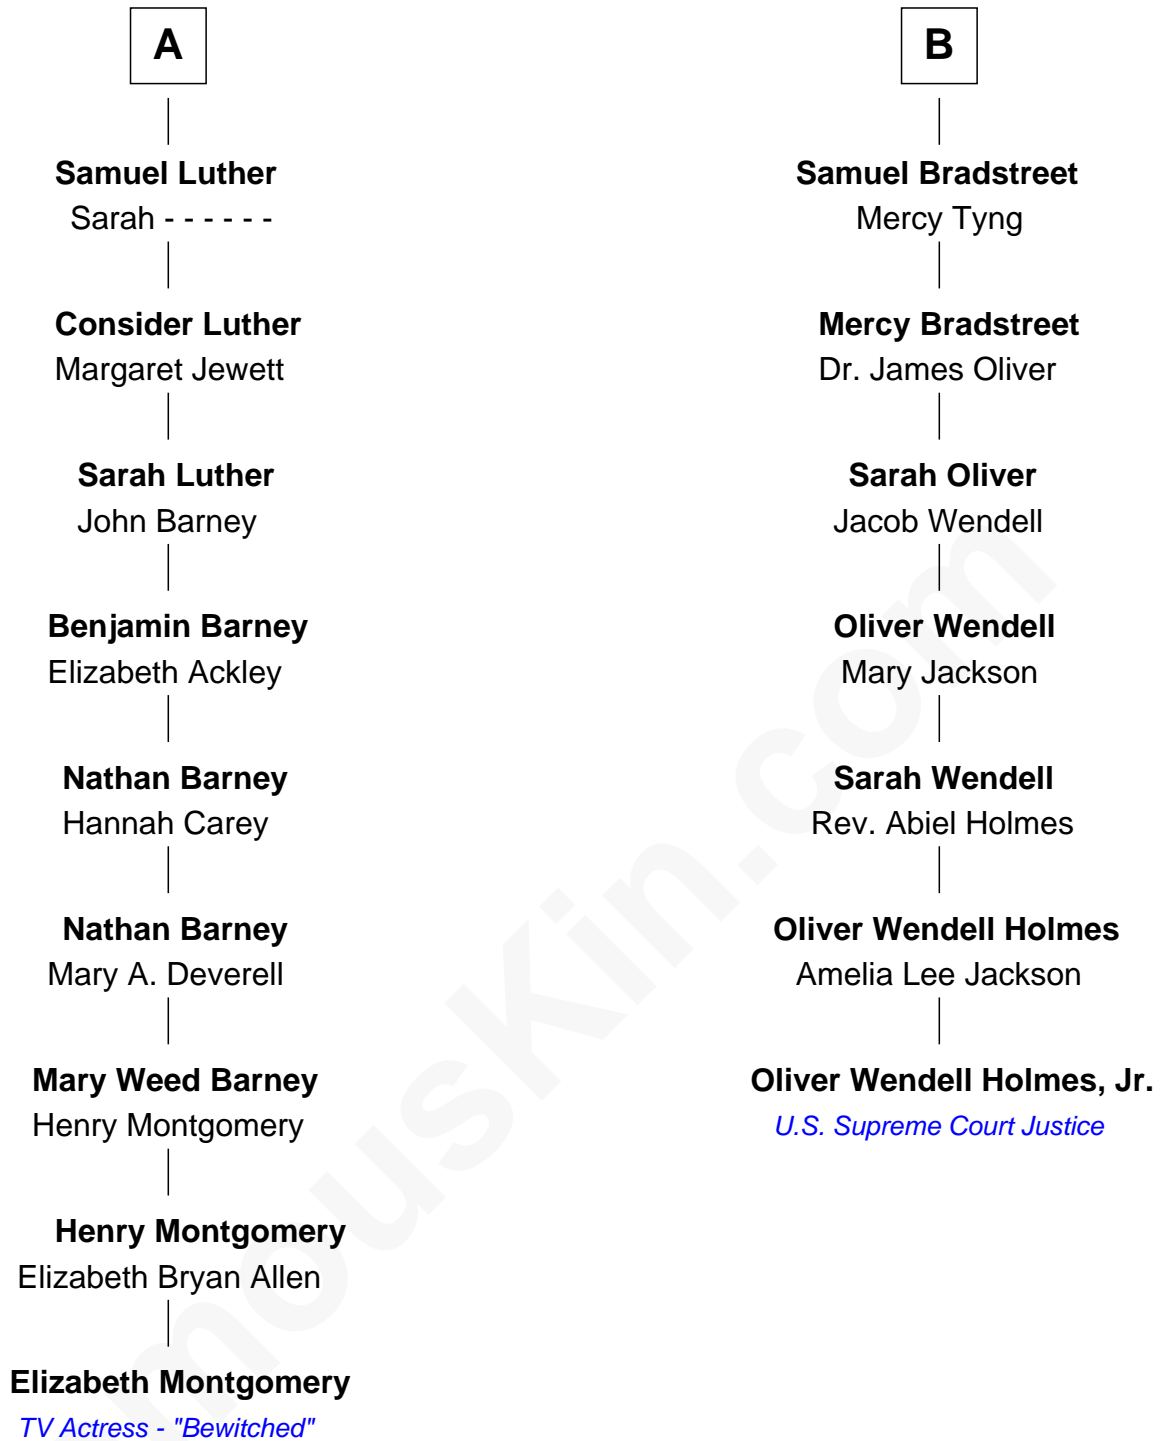 A
Samuel Luther
Sarah - - - - - -
Consider Luther
Margaret Jewett
Sarah Luther
John Barney
Benjamin Barney
Elizabeth Ackley
Nathan Barney
Hannah Carey
Nathan Barney
Mary A. Deverell
Mary Weed Barney
Henry Montgomery
Henry Montgomery
Elizabeth Bryan Allen
Elizabeth Montgomery
TV Actress - "Bewitched"
B
Samuel Bradstreet
Mercy Tyng
Mercy Bradstreet
Dr. James Oliver
Sarah Oliver
Jacob Wendell
Oliver Wendell
Mary Jackson
Sarah Wendell
Rev. Abiel Holmes
Oliver Wendell Holmes
Amelia Lee Jackson
Oliver Wendell Holmes, Jr.
U.S. Supreme Court Justice
mousKin.com